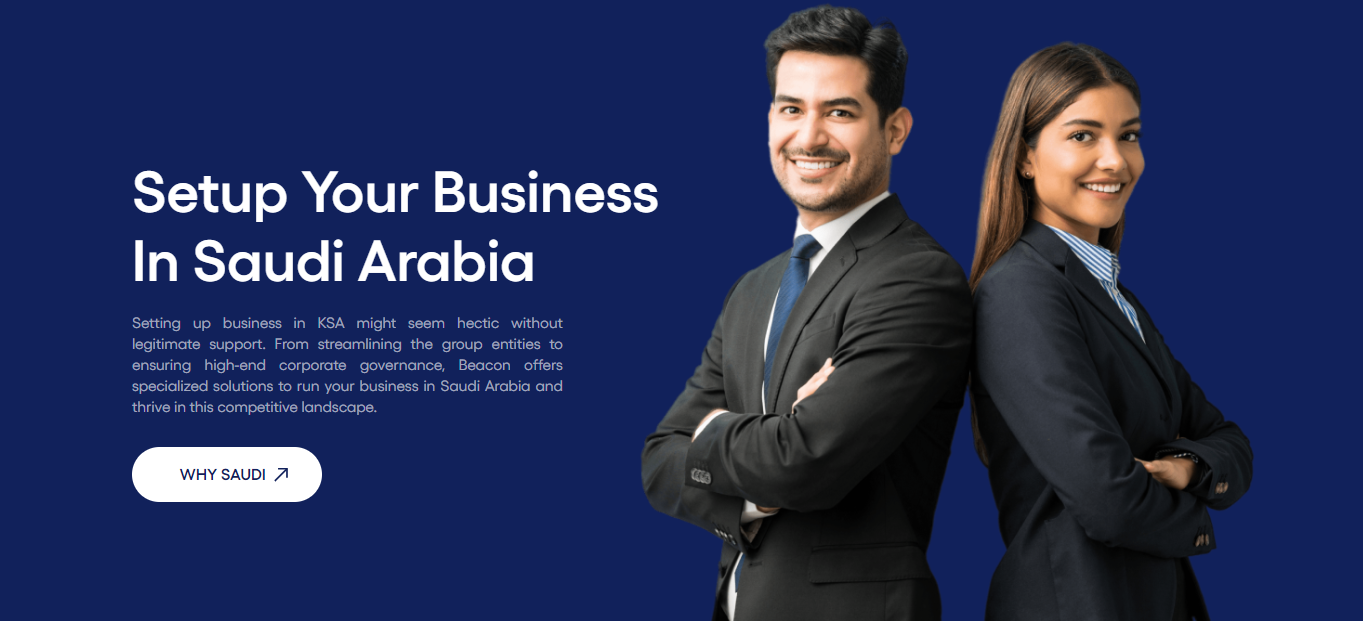 Setup Your Business
In Saudi Arabia
Setting up business in KSA might seem hectic without
legitimate support. From streamlining the group entities to
ensuring high-end corporate governance, Beacon offers
specialized solutions to run your business in Saudi Arabia and
thrive in this competitive landscape.
WHY SAUDI